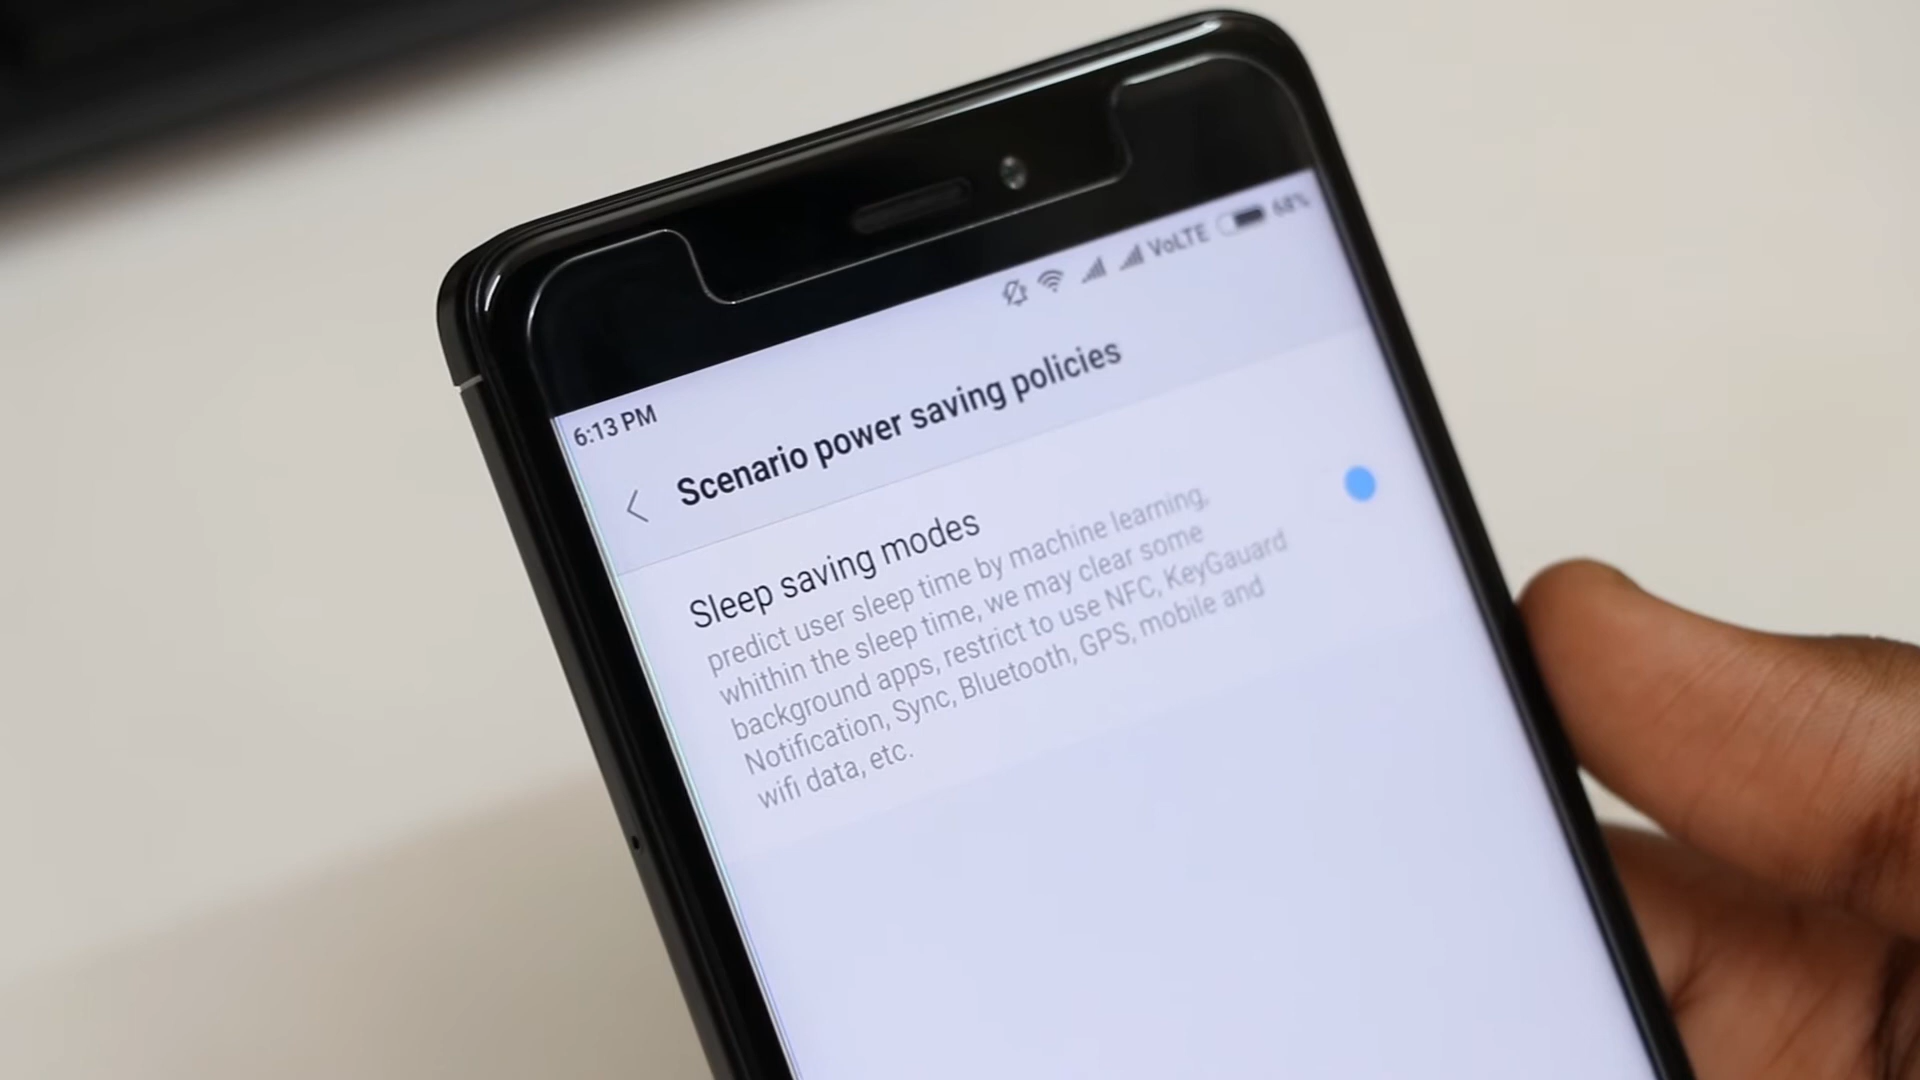 6:13 PM
VoLTE
68%
Scenario power saving policies
Sleep saving modes
predict user sleep time by machine learning,
whithin the sleep time, we may clear some
background apps, restrict to use NFC, KeyGauard
Notification, Sync, Bluetooth, GPS, mobile and
wifi data, etc.